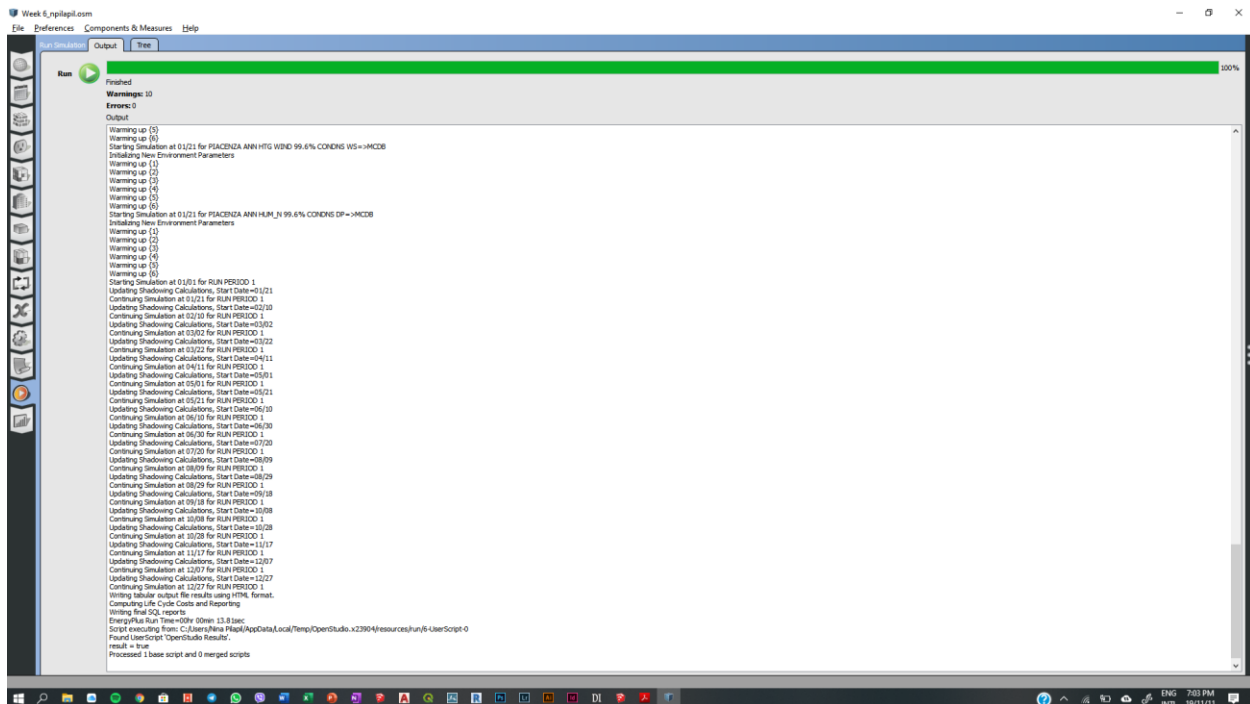 Week 6_npilapil.osm
File Preferences Components & Measures Help
Run Simulation Output Tree
Run
100%
Finished
Warnings: 10
Errors: 0
Output
Warming up {5}
Warming up {6}
Starting Simulation at 01/21 for PIACENZA ANN HTG WIND 99.6% CONDNS WS=>MCDB
Initializing New Environment Parameters
Warming up {1}
Warming up {2}
Warming up {3}
Warming up {4}
Warming up {5}
Warming up {6}
Starting Simulation at 01/21 for PIACENZA ANN HUM_N 99.6% CONDNS DP=>MCDB
Initializing New Environment Parameters
Warming up {1}
Warming up {2}
Warming up {3}
Warming up {4}
Warming up {5}
Warming up {6}
Starting Simulation at 01/01 for RUN PERIOD 1
Updating Shadowing Calculations, Start Date=01/21
Continuing Simulation at 01/21 for RUN PERIOD 1
Updating Shadowing Calculations, Start Date=02/10
Continuing Simulation at 02/10 for RUN PERIOD 1
Updating Shadowing Calculations, Start Date=03/02
Continuing Simulation at 03/02 for RUN PERIOD 1
Updating Shadowing Calculations, Start Date=03/22
Continuing Simulation at 03/22 for RUN PERIOD 1
Updating Shadowing Calculations, Start Date=04/11
Continuing Simulation at 04/11 for RUN PERIOD 1
Updating Shadowing Calculations, Start Date=05/01
Continuing Simulation at 05/01 for RUN PERIOD 1
Updating Shadowing Calculations, Start Date=05/21
Continuing Simulation at 05/21 for RUN PERIOD 1
Updating Shadowing Calculations, Start Date=06/10
Continuing Simulation at 06/10 for RUN PERIOD 1
Updating Shadowing Calculations, Start Date=06/30
Continuing Simulation at 06/30 for RUN PERIOD 1
Updating Shadowing Calculations, Start Date=07/20
Continuing Simulation at 07/20 for RUN PERIOD 1
Updating Shadowing Calculations, Start Date=08/09
Continuing Simulation at 08/09 for RUN PERIOD 1
Updating Shadowing Calculations, Start Date=08/29
Continuing Simulation at 08/29 for RUN PERIOD 1
Updating Shadowing Calculations, Start Date=09/18
Continuing Simulation at 09/18 for RUN PERIOD 1
Updating Shadowing Calculations, Start Date=10/08
Continuing Simulation at 10/08 for RUN PERIOD 1
Updating Shadowing Calculations, Start Date=10/28
Continuing Simulation at 10/28 for RUN PERIOD 1
Updating Shadowing Calculations, Start Date=11/17
Continuing Simulation at 11/17 for RUN PERIOD 1
Updating Shadowing Calculations, Start Date=12/07
Continuing Simulation at 12/07 for RUN PERIOD 1
Updating Shadowing Calculations, Start Date=12/27
Continuing Simulation at 12/27 for RUN PERIOD 1
Writing tabular output file results using HTML format.
Computing Life Cycle Costs and Reporting
Writing final SQL reports
EnergyPlus Run Time=00hr 00min 13.81sec
Script executing from: C:/Users/Nina Pilapil/AppData/Local/Temp/OpenStudio.x23904/resources/run/6-UserScript-0
Found UserScript 'OpenStudio Results'.
result = true
Processed 1 base script and 0 merged scripts
ENG 7:03 PM
INTL 19/11/11